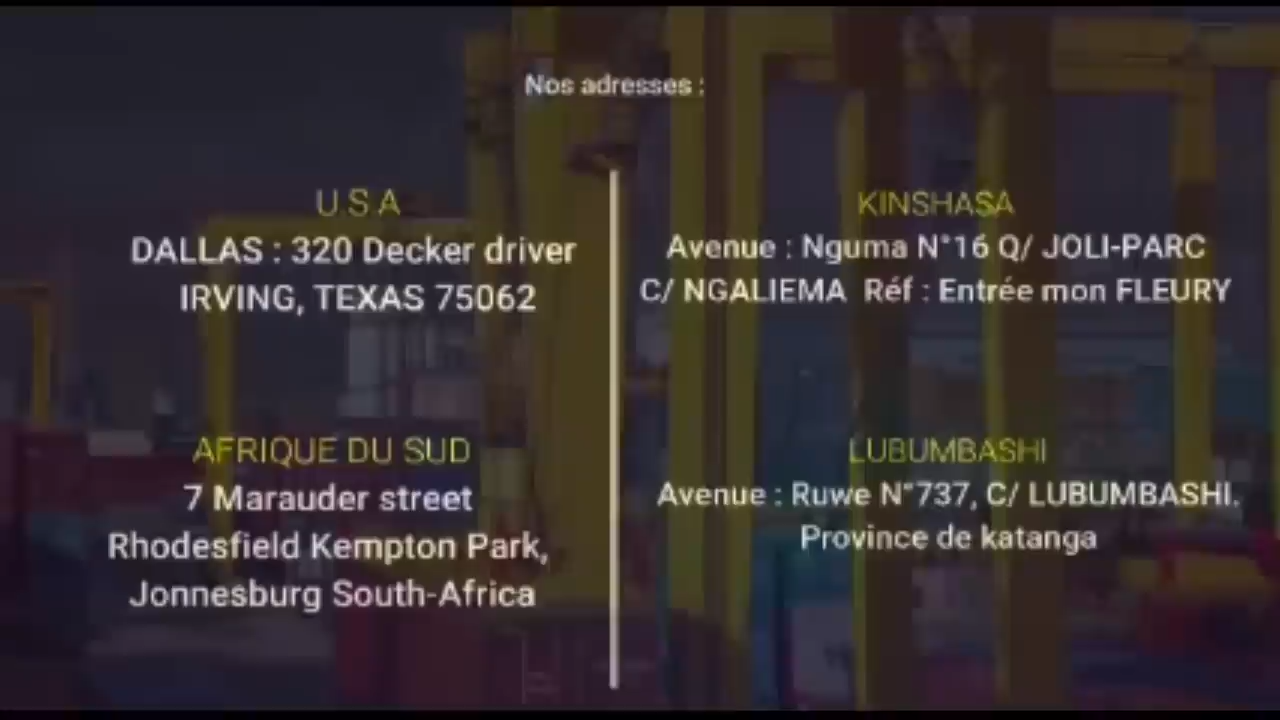 Nos adresses :
U.S.A
DALLAS : 320 Decker driver
IRVING, TEXAS 75062
AFRIQUE DU SUD
7 Marauder street
Rhodesfield Kempton Park,
Jonnesburg South-Africa
KINSHASA
Avenue : Nguma N°16 Q/ JOLI-PARC
C/ NGALIEMA Réf : Entrée mon FLEURY
LUBUMBASHI
Avenue : Ruwe N°737, C/ LUBUMBASHI.
Province de katanga